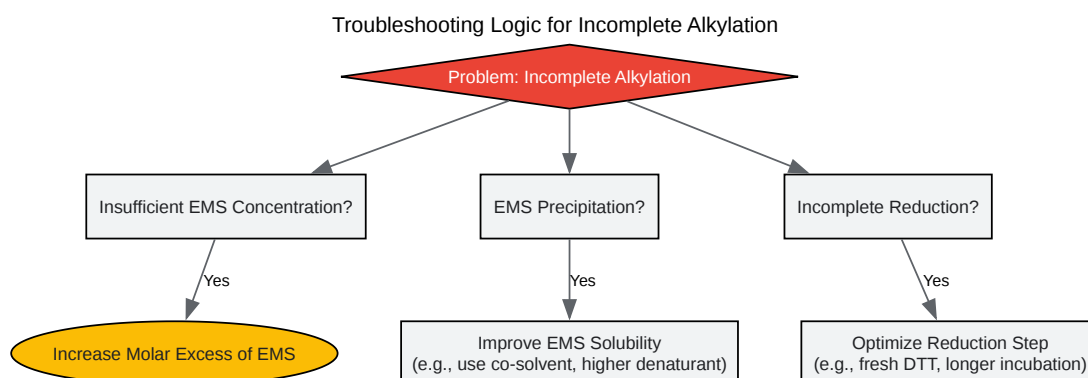 Troubleshooting Logic for Incomplete Alkylation
Problem: Incomplete Alkylation
Insufficient EMS Concentration?
EMS Precipitation?
Incomplete Reduction?
Yes
Yes
Yes
Increase Molar Excess of EMS
Improve EMS Solubility
(e.g., use co-solvent, higher denaturant)
Optimize Reduction Step
(e.g., fresh DTT, longer incubation)